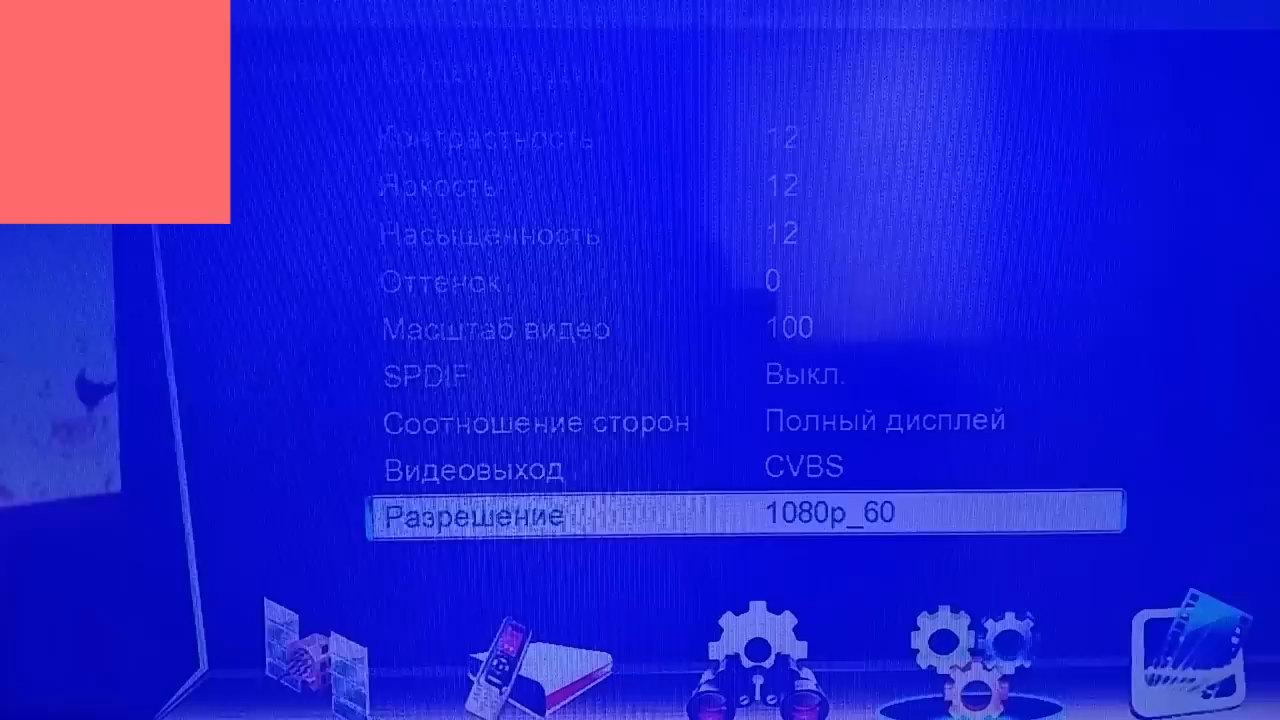 Контрастность 12
Яркость 12
Насыщенность 12
Оттенок 0
Масштаб видео 100
SPDIF Выкл.
Соотношение сторон Полный дисплей
Видеовыход CVBS
Разрешение 1080p_60